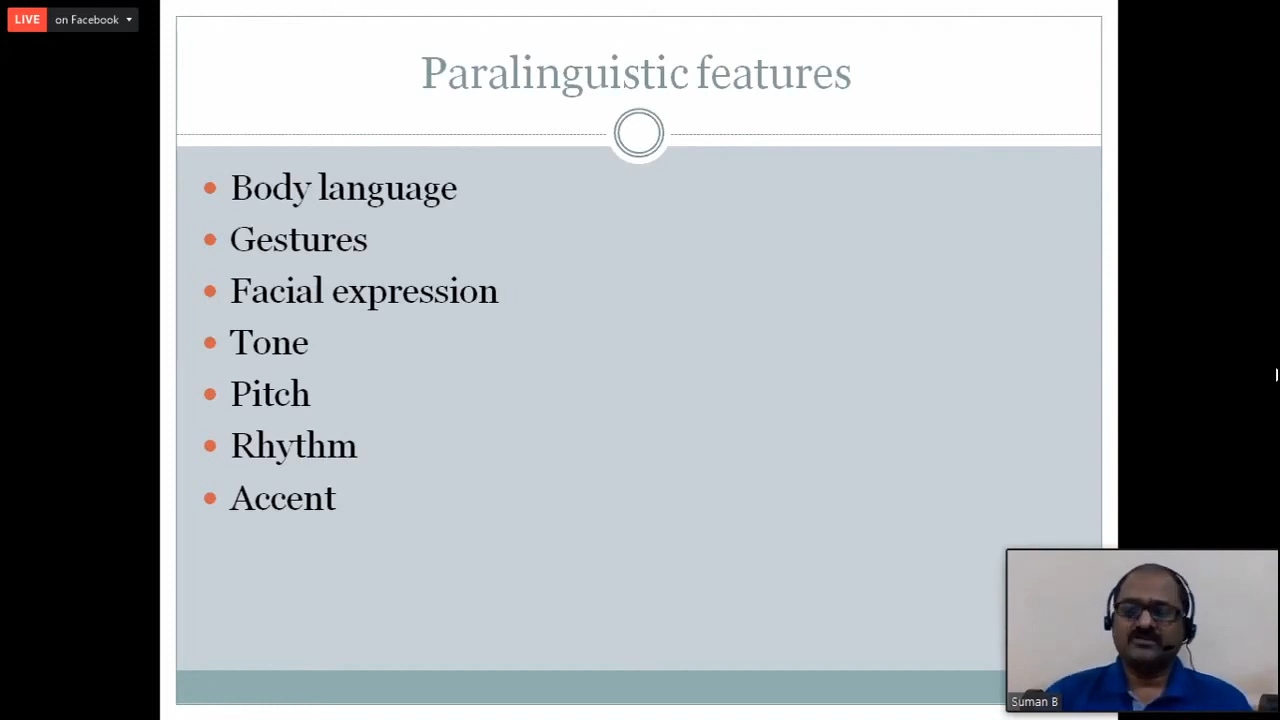 LIVE on Facebook
Paralinguistic features
Body language
Gestures
Facial expression
Tone
Pitch
Rhythm
Accent
Suman B